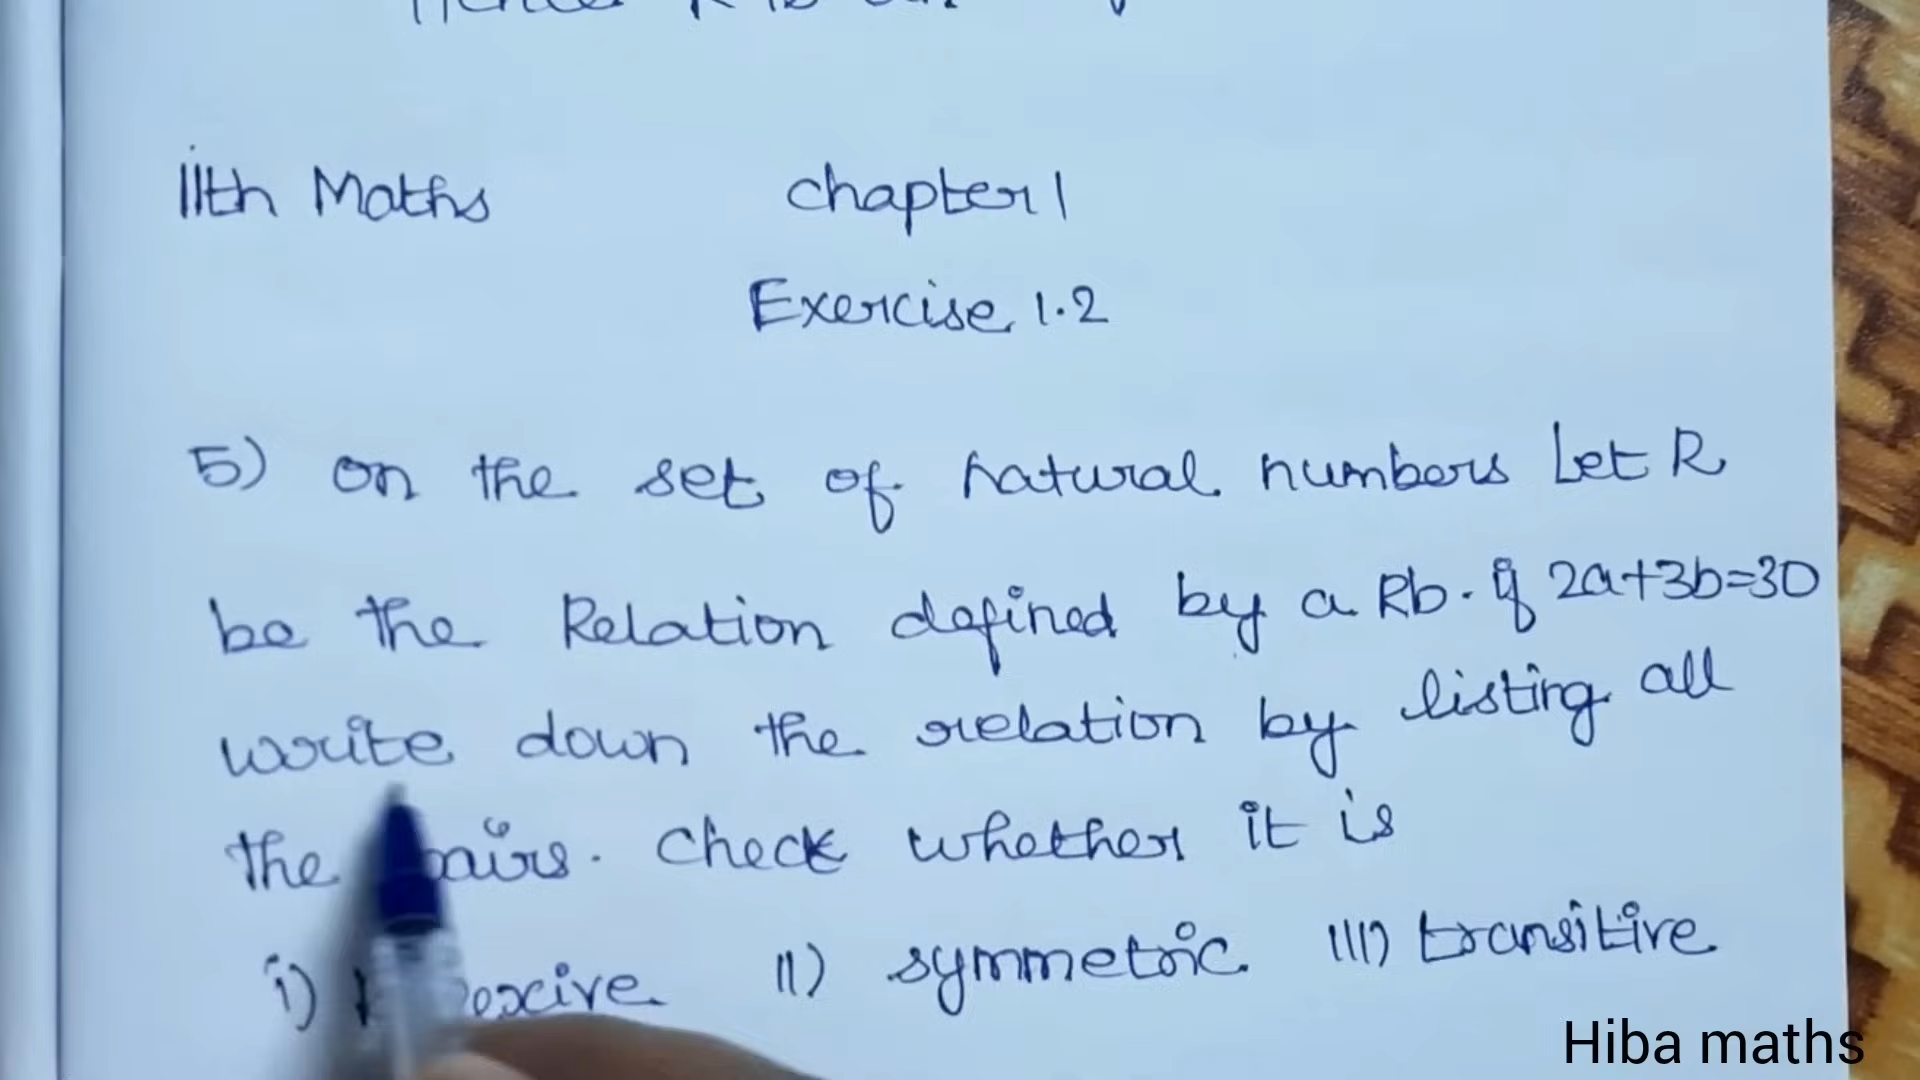 11th Maths chapter 1
Exercise 1.2
5) on the set of natural numbers Let R
be the Relation defined by a Rb. if 2a+3b=30
write down the relation by listing all
the pairs. Check whether it is
i) II) symmetric III) transitive
Hiba maths